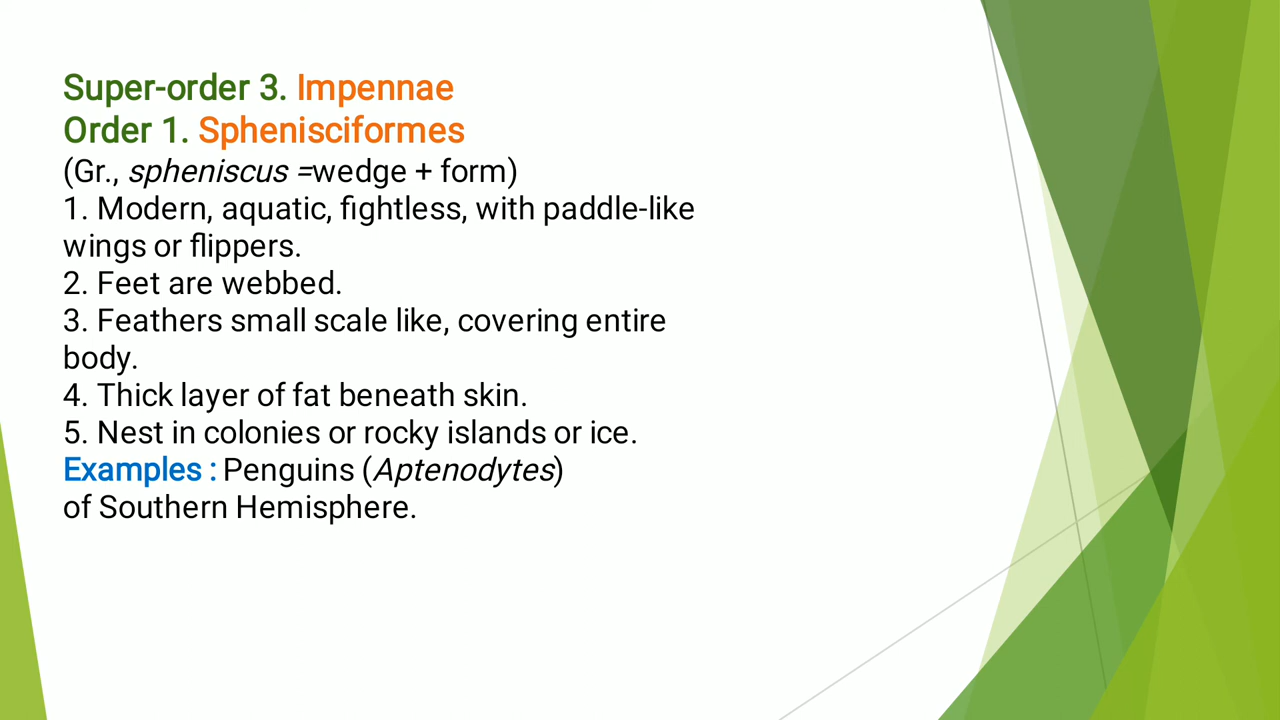 Super-order 3. Impennae
Order 1. Sphenisciformes
(Gr., spheniscus =wedge + form)
1. Modern, aquatic, fightless, with paddle-like
wings or flippers.
2. Feet are webbed.
3. Feathers small scale like, covering entire
body.
4. Thick layer of fat beneath skin.
5. Nest in colonies or rocky islands or ice.
Examples : Penguins (Aptenodytes)
of Southern Hemisphere.